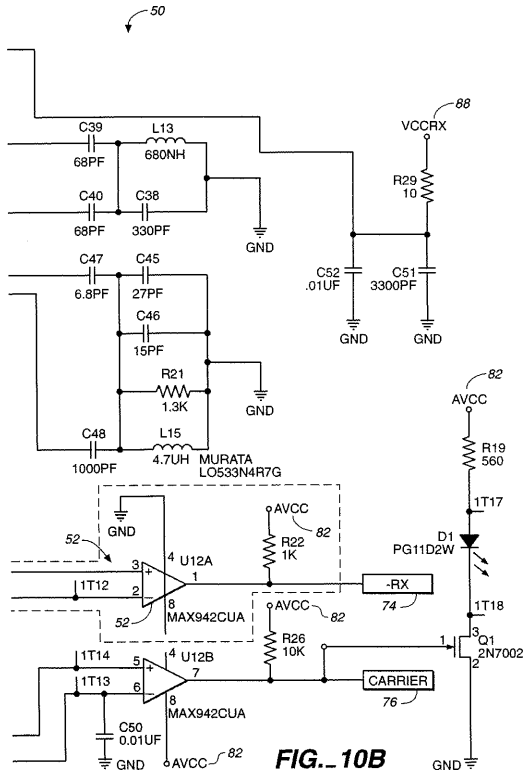 50
C39
68PF
L13
680NH
88
VCCRX
R29
10
C40
68PF
C38
330PF
GND
C47
6.8PF
C45
27PF
C52
.01UF
C51
3300PF
C46
15PF
GND
GND
R21
1.3K
GND
82
AVCC
C48
1000PF
L15
4.7UH
MURATA
LO533N4R7G
R19
560
GND
AVCC
82
1T17
52
4
U12A
R22
1K
D1
PG11D2W
3
+
1
-RX
74
1T12
2
−
52
8
MAX942CUA
AVCC
82
1T18
1T14
4
U12B
R26
10K
3
Q1
1
2N7002
2
5
+
7
1T13
6
−
8
MAX942CUA
CARRIER
76
C50
0.01UF
GND
AVCC
82
GND
FIG._10B